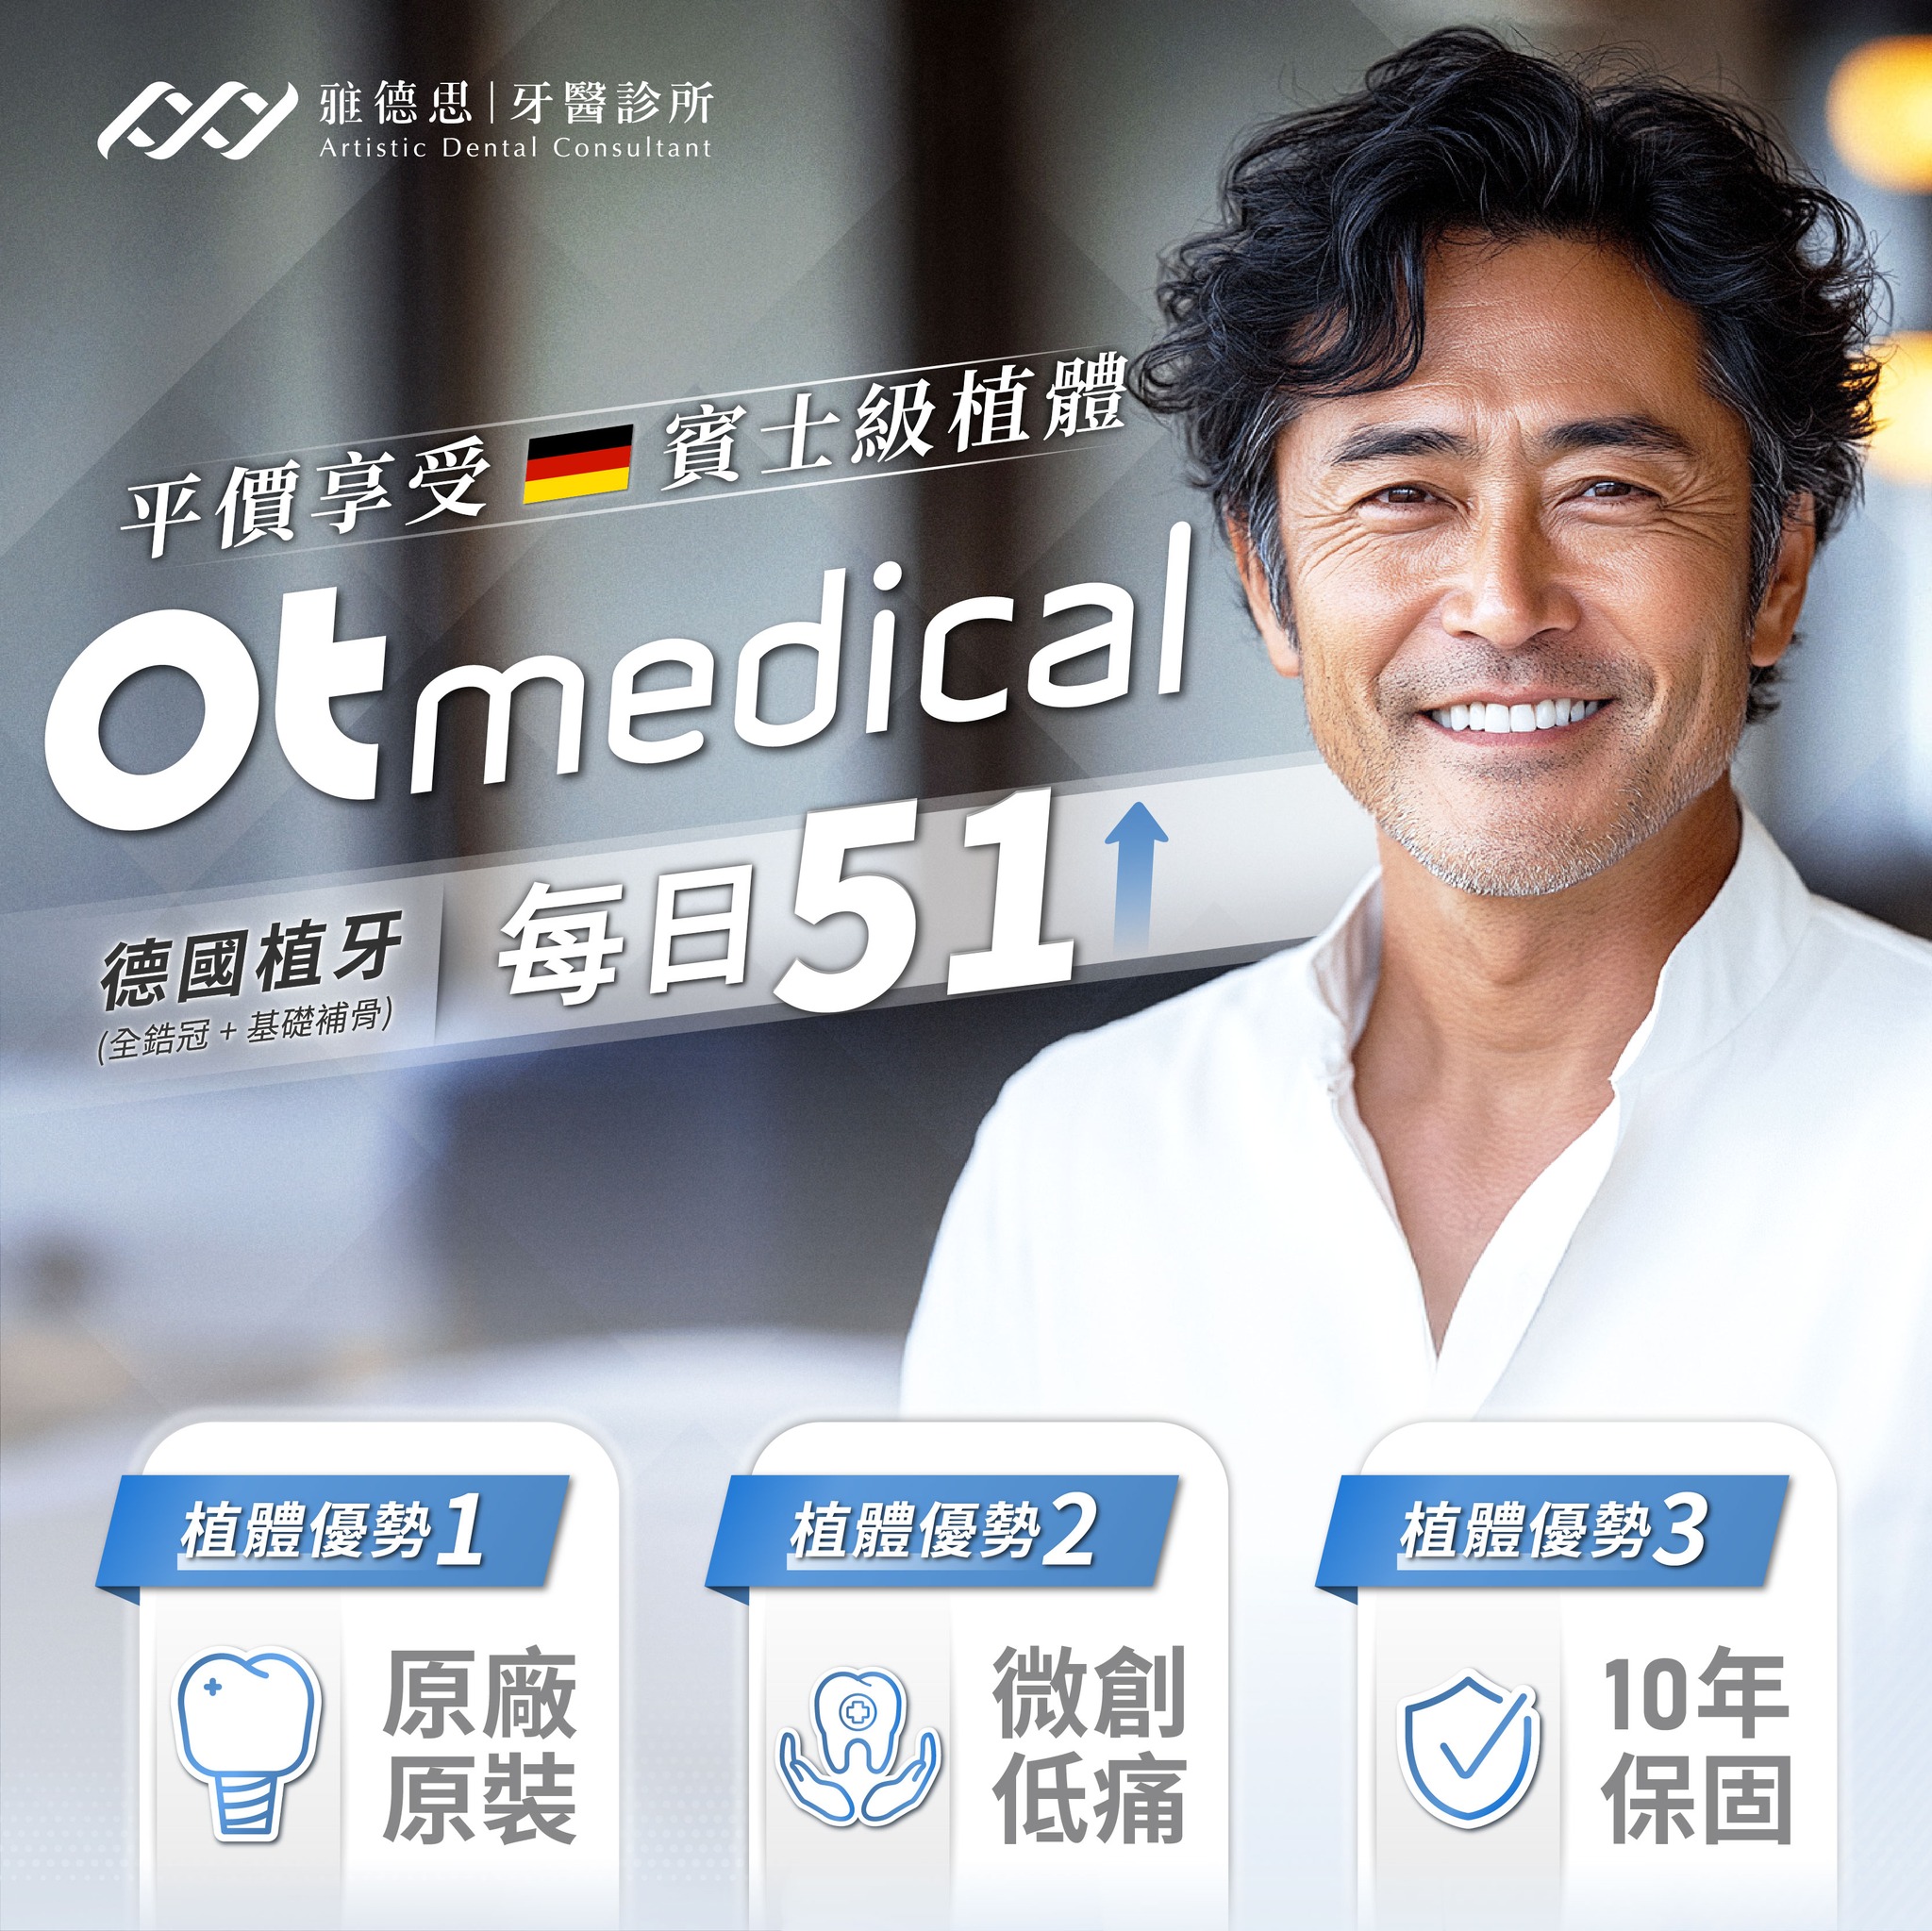 雅德思|牙醫診所
Artistic Dental Consultant
平價享受 賓士級植體
otmedical
德國植牙
(全鋯冠 + 基礎補骨)
每日51
植體優勢1
原廠
原裝
植體優勢2
微創
低痛
植體優勢3
10年
保固